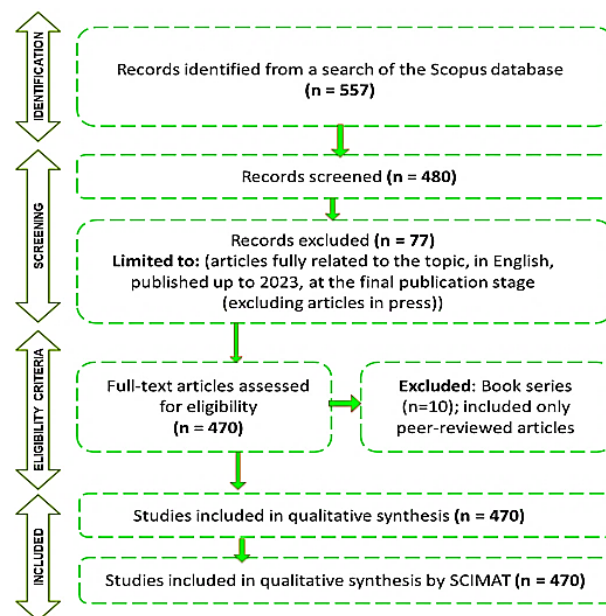 IDENTIFICATION
Records identified from a search of the Scopus database
(n = 557)
SCREENING
Records screened (n = 480)
Records excluded (n = 77)
Limited to: (articles fully related to the topic, in English,
published up to 2023, at the final publication stage
(excluding articles in press))
ELIGIBILITY CRITERIA
Full-text articles assessed
for eligibility
(n = 470)
Excluded: Book series
(n=10); included only
peer-reviewed articles
INCLUDED
Studies included in qualitative synthesis (n = 470)
Studies included in qualitative synthesis by SCIMAT (n = 470)